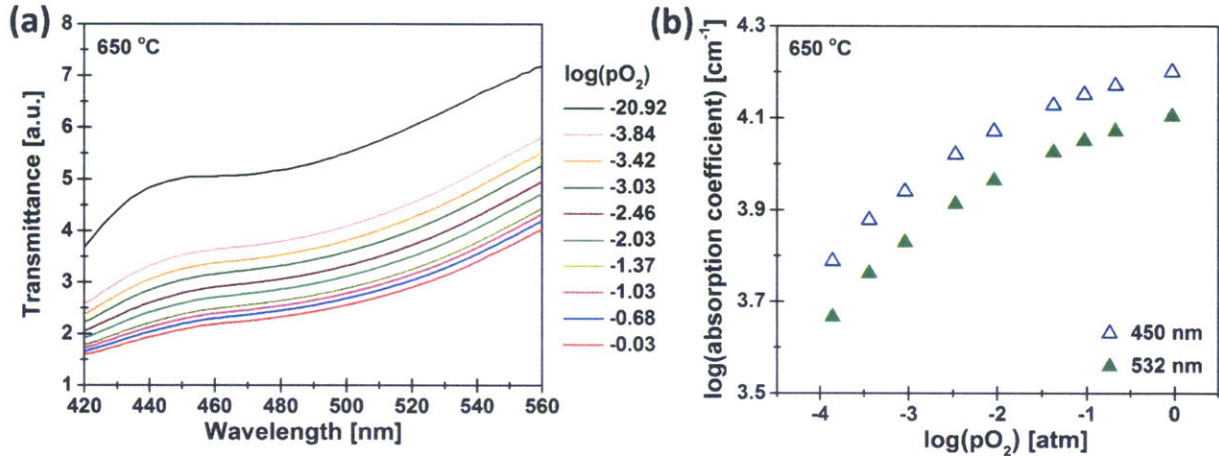 (a)
650 °C
8
7
6
5
4
3
2
1
Transmittance [a.u.]
420 440 460 480 500 520 540 560
Wavelength [nm]
log(pO₂)
-20.92
-3.84
-3.42
-3.03
-2.46
-2.03
-1.37
-1.03
-0.68
-0.03
(b)
650 °C
4.3
4.1
3.9
3.7
3.5
log(absorption coefficient) [cm⁻¹]
450 nm
532 nm
-4 -3 -2 -1 0
log(pO₂) [atm]